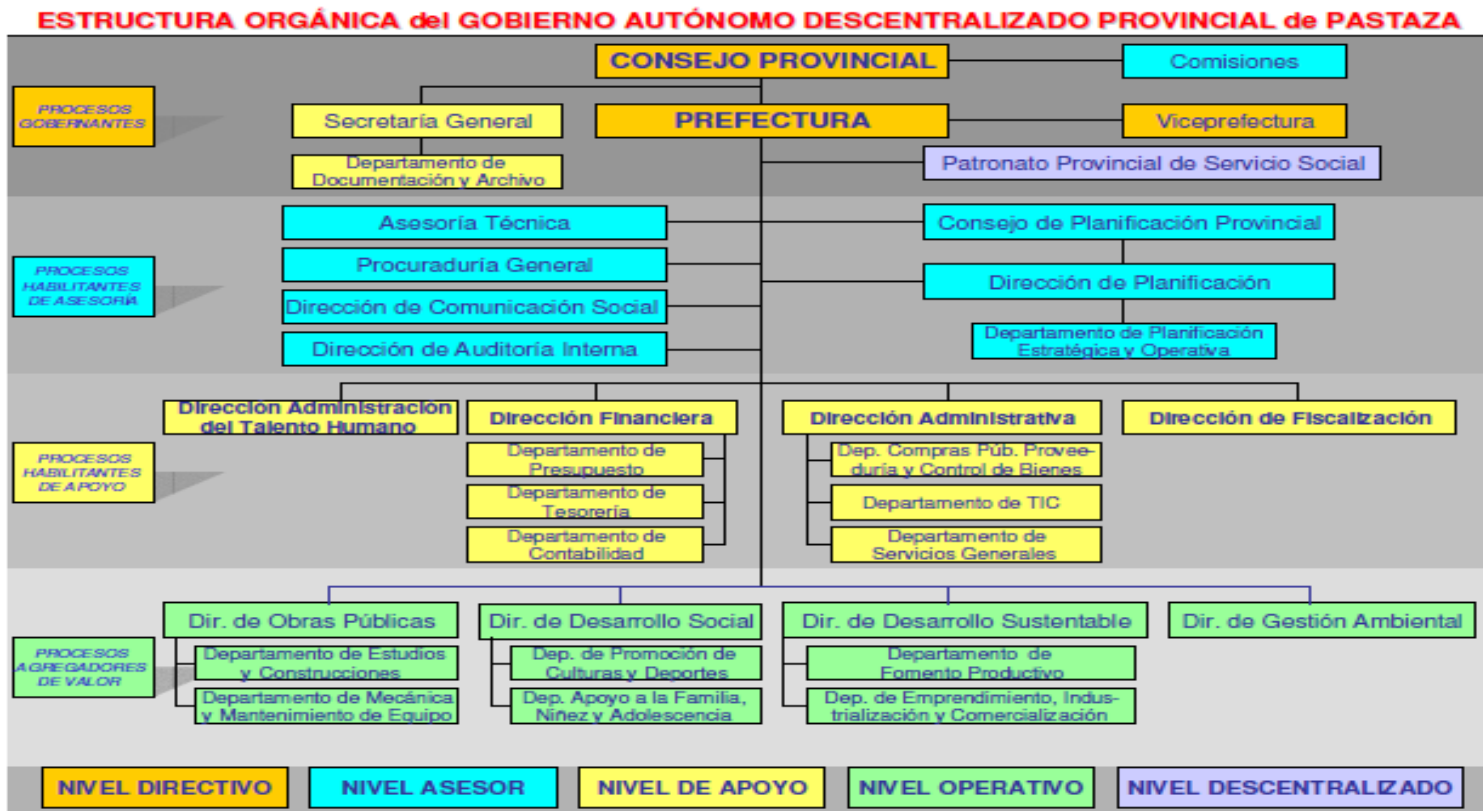 ESTRUCTURA ORGÁNICA del GOBIERNO AUTÓNOMO DESCENTRALIZADO PROVINCIAL de PASTAZA
CONSEJO PROVINCIAL
Comisiones
PROCESOS
GOBERNANTES
Secretaría General
PREFECTURA
Viceprefectura
Departamento de
Documentación y Archivo
Patronato Provincial de Servicio Social
PROCESOS
HABILITANTES
DE ASESORÍA
Asesoría Técnica
Consejo de Planificación Provincial
Procuraduría General
Dirección de Planificación
Dirección de Comunicación Social
Dirección de Auditoría Interna
Departamento de Planificación
Estratégica y Operativa
PROCESOS
HABILITANTES
DE APOYO
Dirección Administración
del Talento Humano
Dirección Financiera
Departamento de
Presupuesto
Departamento de
Tesorería
Departamento de
Contabilidad
Dirección Administrativa
Dep. Compras Púb. Provee-
duría y Control de Bienes
Departamento de TIC
Departamento de
Servicios Generales
Dirección de Fiscalización
PROCESOS
AGREGADORES
DE VALOR
Dir. de Obras Públicas
Departamento de Estudios
y Construcciones
Departamento de Mecánica
y Mantenimiento de Equipo
Dir. de Desarrollo Social
Dep. de Promoción de
Culturas y Deportes
Dep. Apoyo a la Familia,
Niñez y Adolescencia
Dir. de Desarrollo Sustentable
Departamento de
Fomento Productivo
Dep. de Emprendimiento, Indus-
trialización y Comercialización
Dir. de Gestión Ambiental
NIVEL DIRECTIVO
NIVEL ASESOR
NIVEL DE APOYO
NIVEL OPERATIVO
NIVEL DESCENTRALIZADO